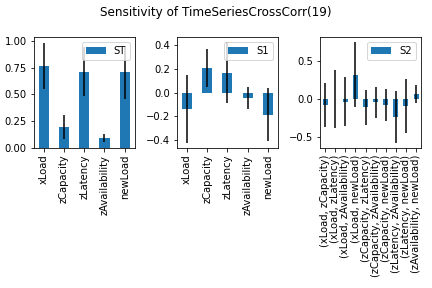 Sensitivity of TimeSeriesCrossCorr(19)
1.00
0.75
0.50
0.25
0.00
ST
xLoad
zCapacity
zLatency
zAvailability
newLoad
0.4
0.2
0.0
−0.2
−0.4
S1
xLoad
zCapacity
zLatency
zAvailability
newLoad
0.5
0.0
−0.5
S2
(xLoad, zCapacity)
(xLoad, zLatency)
(xLoad, zAvailability)
(xLoad, newLoad)
(zCapacity, zLatency)
(zCapacity, zAvailability)
(zCapacity, newLoad)
(zLatency, zAvailability)
(zLatency, newLoad)
(zAvailability, newLoad)